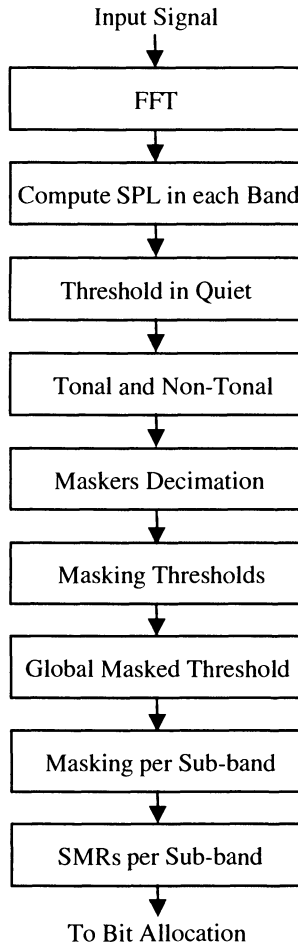 Input Signal
FFT
Compute SPL in each Band
Threshold in Quiet
Tonal and Non-Tonal
Maskers Decimation
Masking Thresholds
Global Masked Threshold
Masking per Sub-band
SMRs per Sub-band
To Bit Allocation